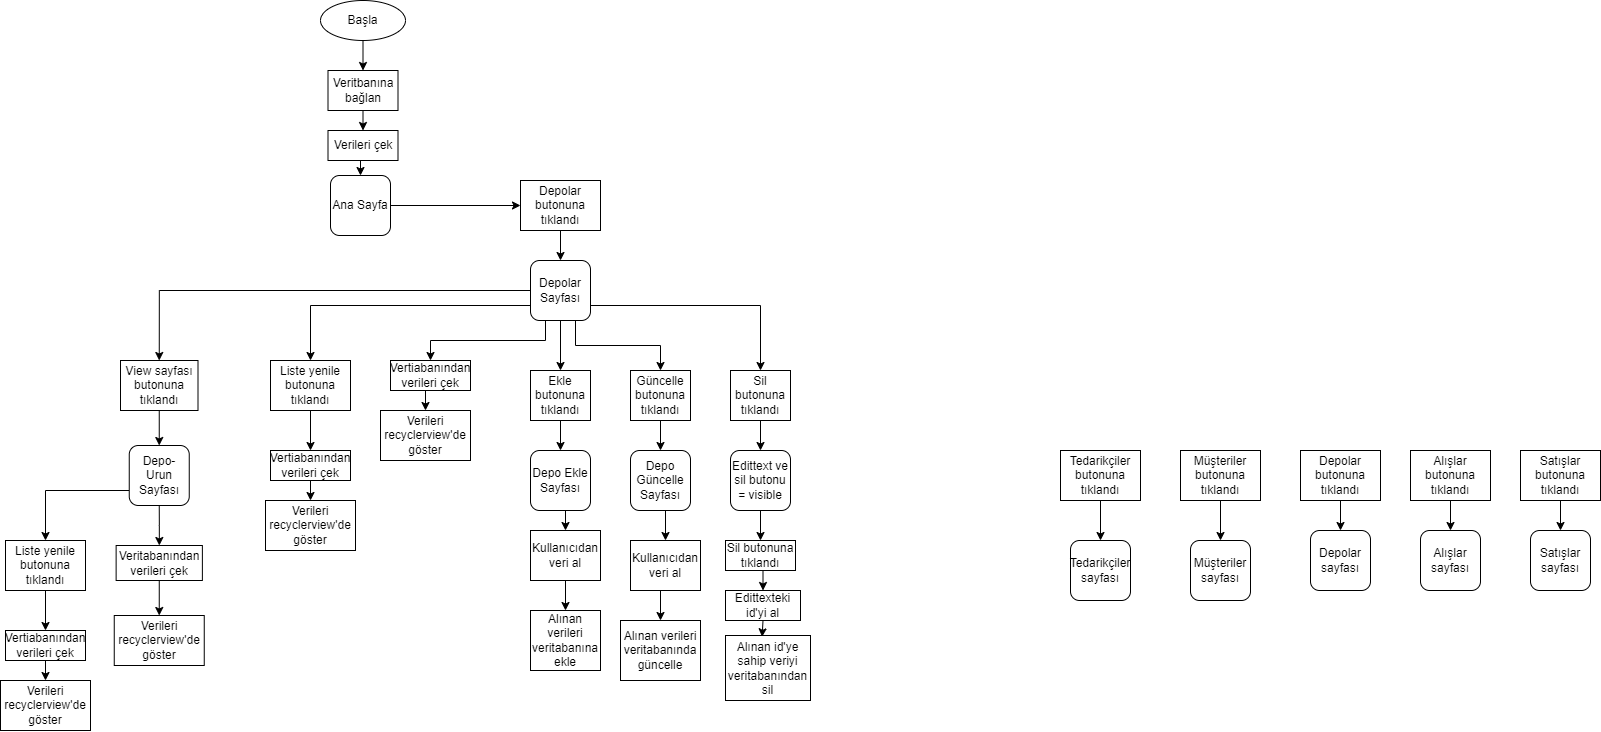 Başla
Veritbanına
bağlan
Verileri çek
Ana Sayfa
Depolar
butonuna
tıklandı
Depolar
Sayfası
View sayfası
butonuna
tıklandı
Depo-
Urun
Sayfası
Liste yenile
butonuna
tıklandı
Vertiabanından
verileri çek
Verileri
recyclerview'de
göster
Veritabanından
verileri çek
Verileri
recyclerview'de
göster
Liste yenile
butonuna
tıklandı
Vertiabanından
verileri çek
Verileri
recyclerview'de
göster
Vertiabanından
verileri çek
Verileri
recyclerview'de
göster
Ekle
butonuna
tıklandı
Depo Ekle
Sayfası
Kullanıcıdan
veri al
Alınan
verileri
veritabanına
ekle
Güncelle
butonuna
tıklandı
Depo
Güncelle
Sayfası
Kullanıcıdan
veri al
Alınan verileri
veritabanında
güncelle
Sil
butonuna
tıklandı
Edittext ve
sil butonu
= visible
Sil butonuna
tıklandı
Edittexteki
id'yi al
Alınan id'ye
sahip veriyi
veritabanından
sil
Tedarikçiler
butonuna
tıklandı
Tedarikçiler
sayfası
Müşteriler
butonuna
tıklandı
Müşteriler
sayfası
Depolar
butonuna
tıklandı
Depolar
sayfası
Alışlar
butonuna
tıklandı
Alışlar
sayfası
Satışlar
butonuna
tıklandı
Satışlar
sayfası